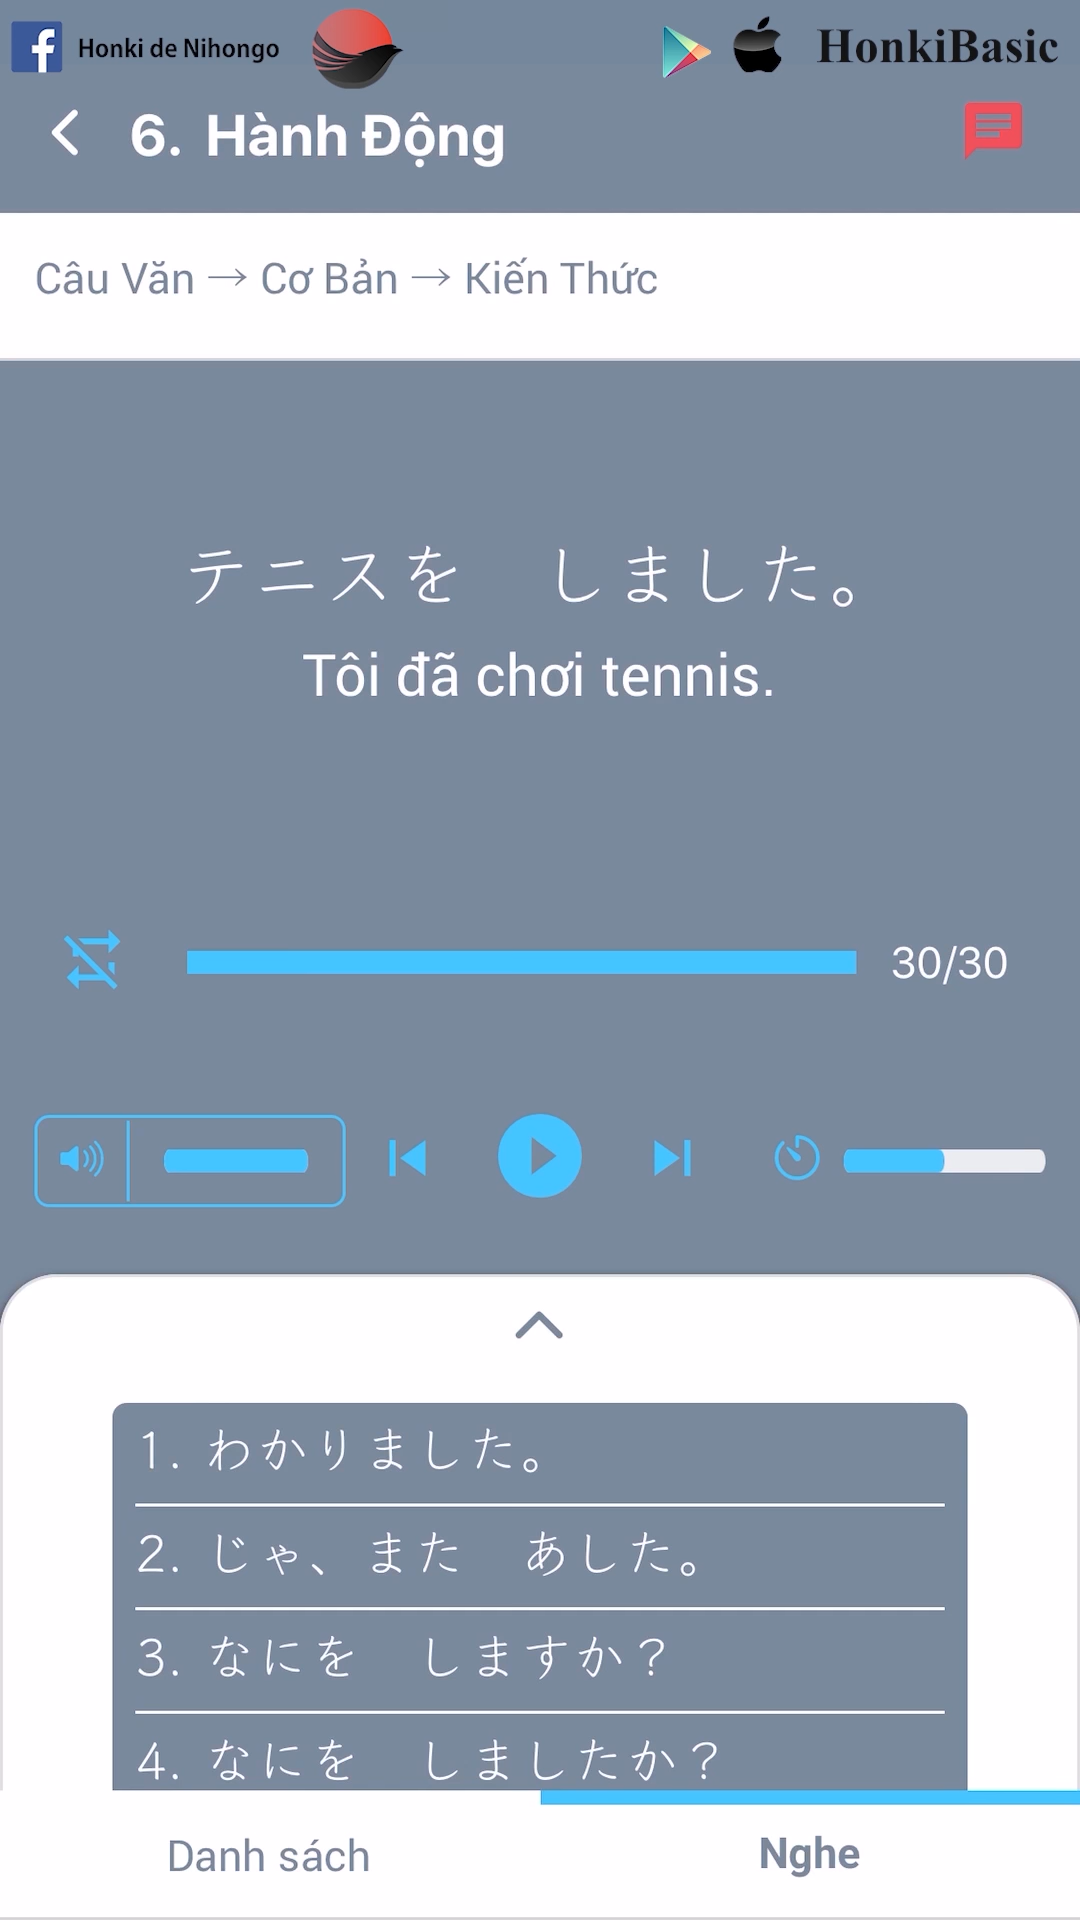 Honki de Nihongo
HonkiBasic
6. Hành Động
Câu Văn → Cơ Bản → Kiến Thức
テニスを　しました。
Tôi đã chơi tennis.
30/30
1. わかりました。
2. じゃ、また　あした。
3. なにを　しますか？
4. なにを　しましたか？
Danh sách
Nghe